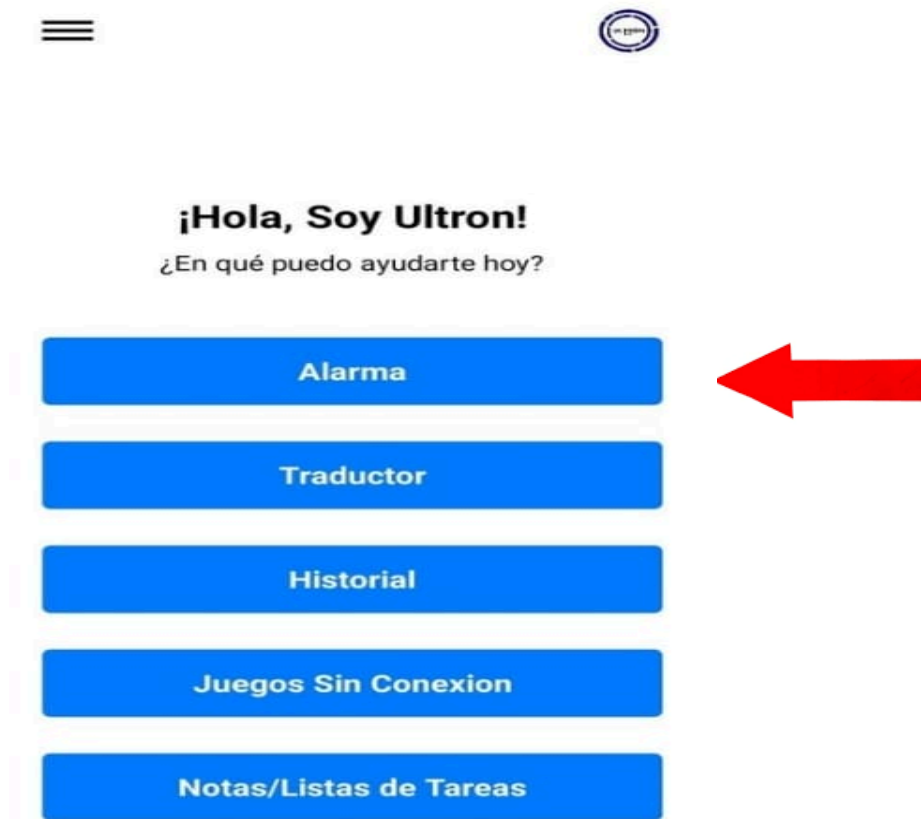 ¡Hola, Soy Ultron!
¿En qué puedo ayudarte hoy?
Alarma
Traductor
Historial
Juegos Sin Conexion
Notas/Listas de Tareas